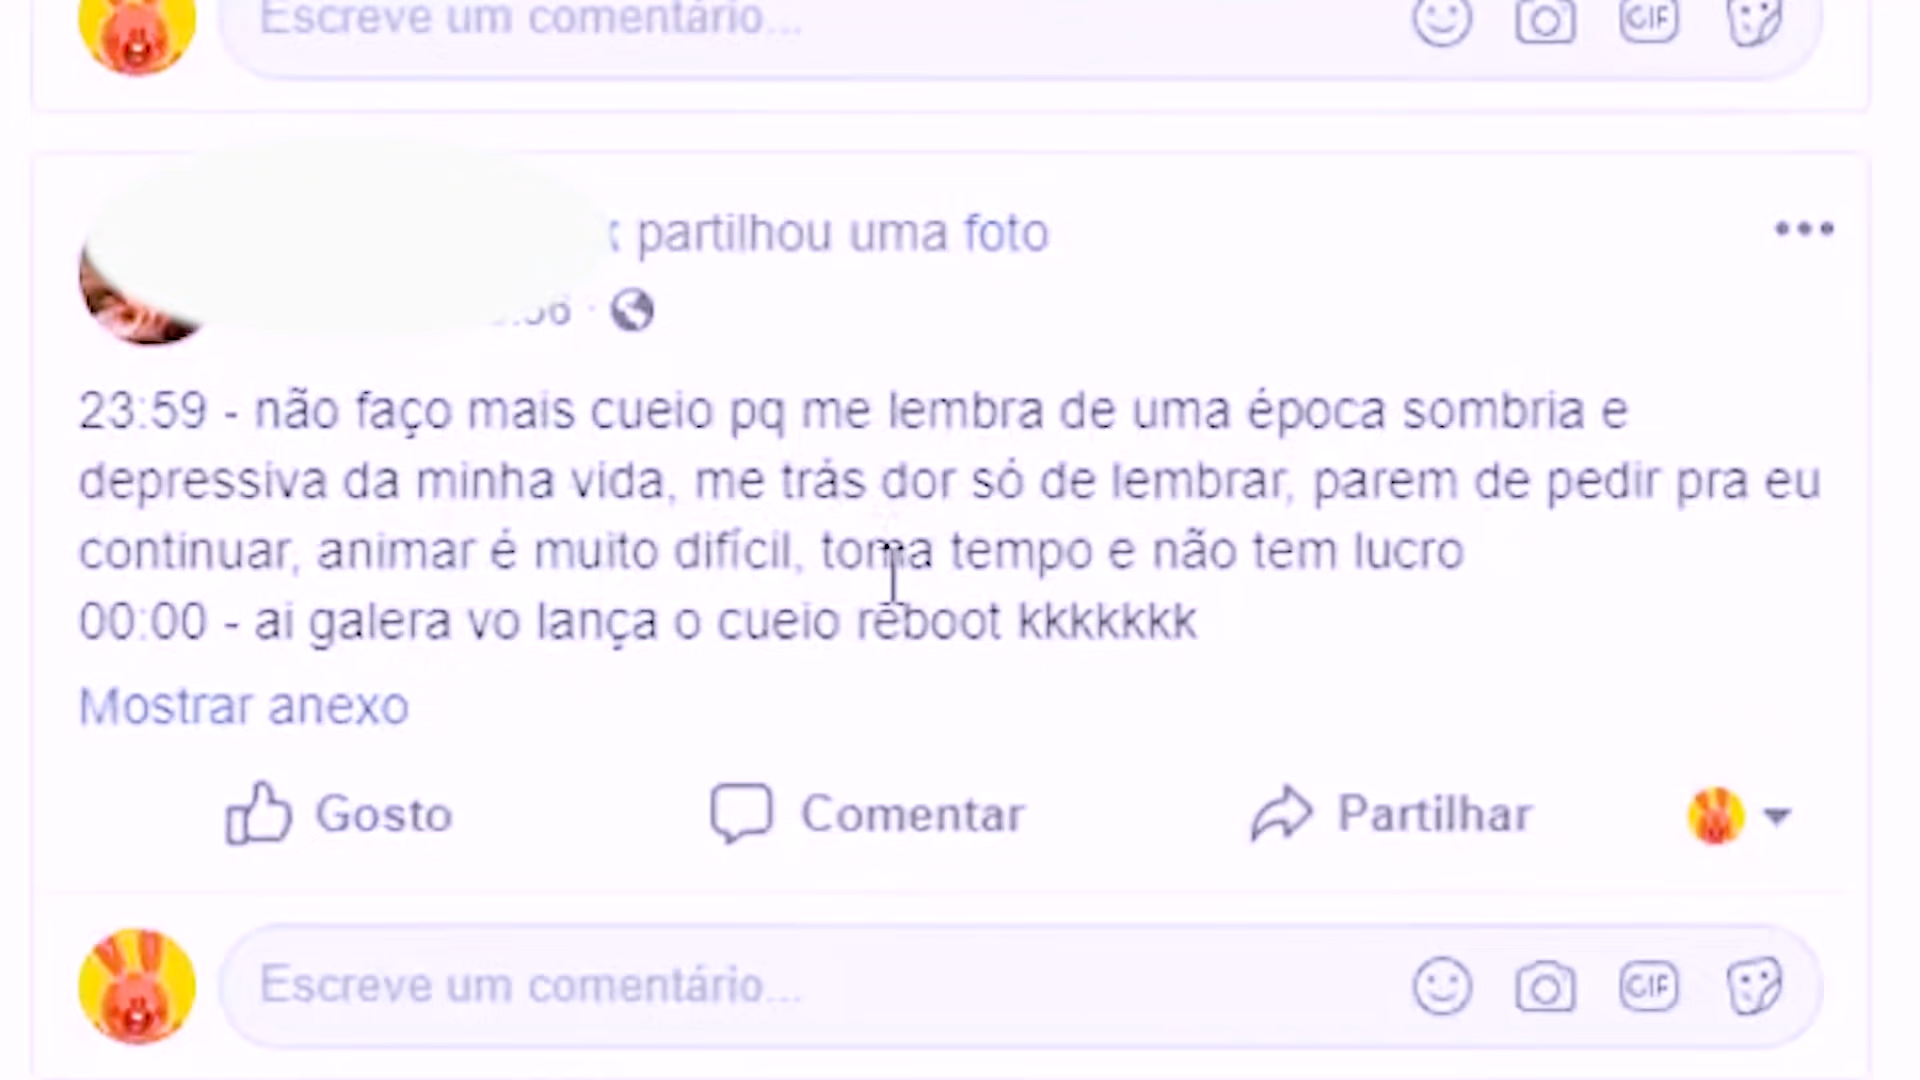 Escreve um comentário...
GIF
partilhou uma foto
23:59 - não faço mais cueio pq me lembra de uma época sombria e
depressiva da minha vida, me trás dor só de lembrar, parem de pedir pra eu
continuar, animar é muito difícil, toma tempo e não tem lucro
00:00 - ai galera vo lança o cueio reboot kkkkkkk
Mostrar anexo
Gosto
Comentar
Partilhar
Escreve um comentário...
GIF